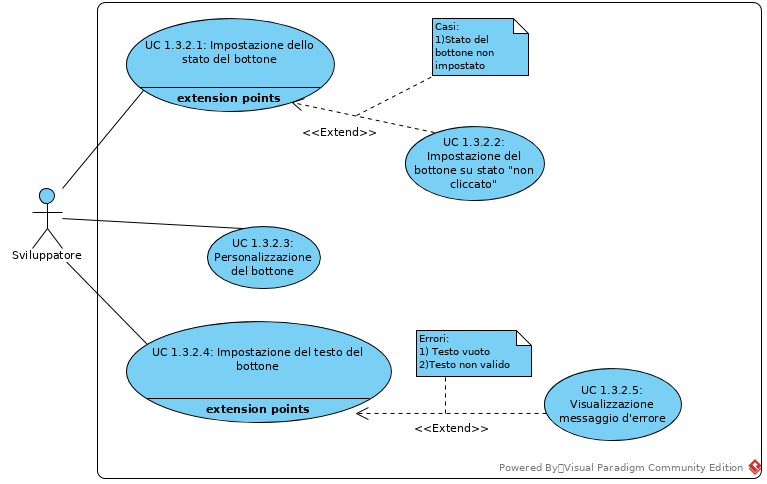 UC 1.3.2.1: Impostazione dello
stato del bottone
extension points
Casi:
1)Stato del
bottone non
impostato
<<Extend>>
UC 1.3.2.2:
Impostazione del
bottone su stato "non
cliccato"
Sviluppatore
UC 1.3.2.3:
Personalizzazione
del bottone
UC 1.3.2.4: Impostazione del testo del
bottone
extension points
Errori:
1) Testo vuoto
2)Testo non valido
<<Extend>>
UC 1.3.2.5:
Visualizzazione
messaggio d'errore
Powered By Visual Paradigm Community Edition